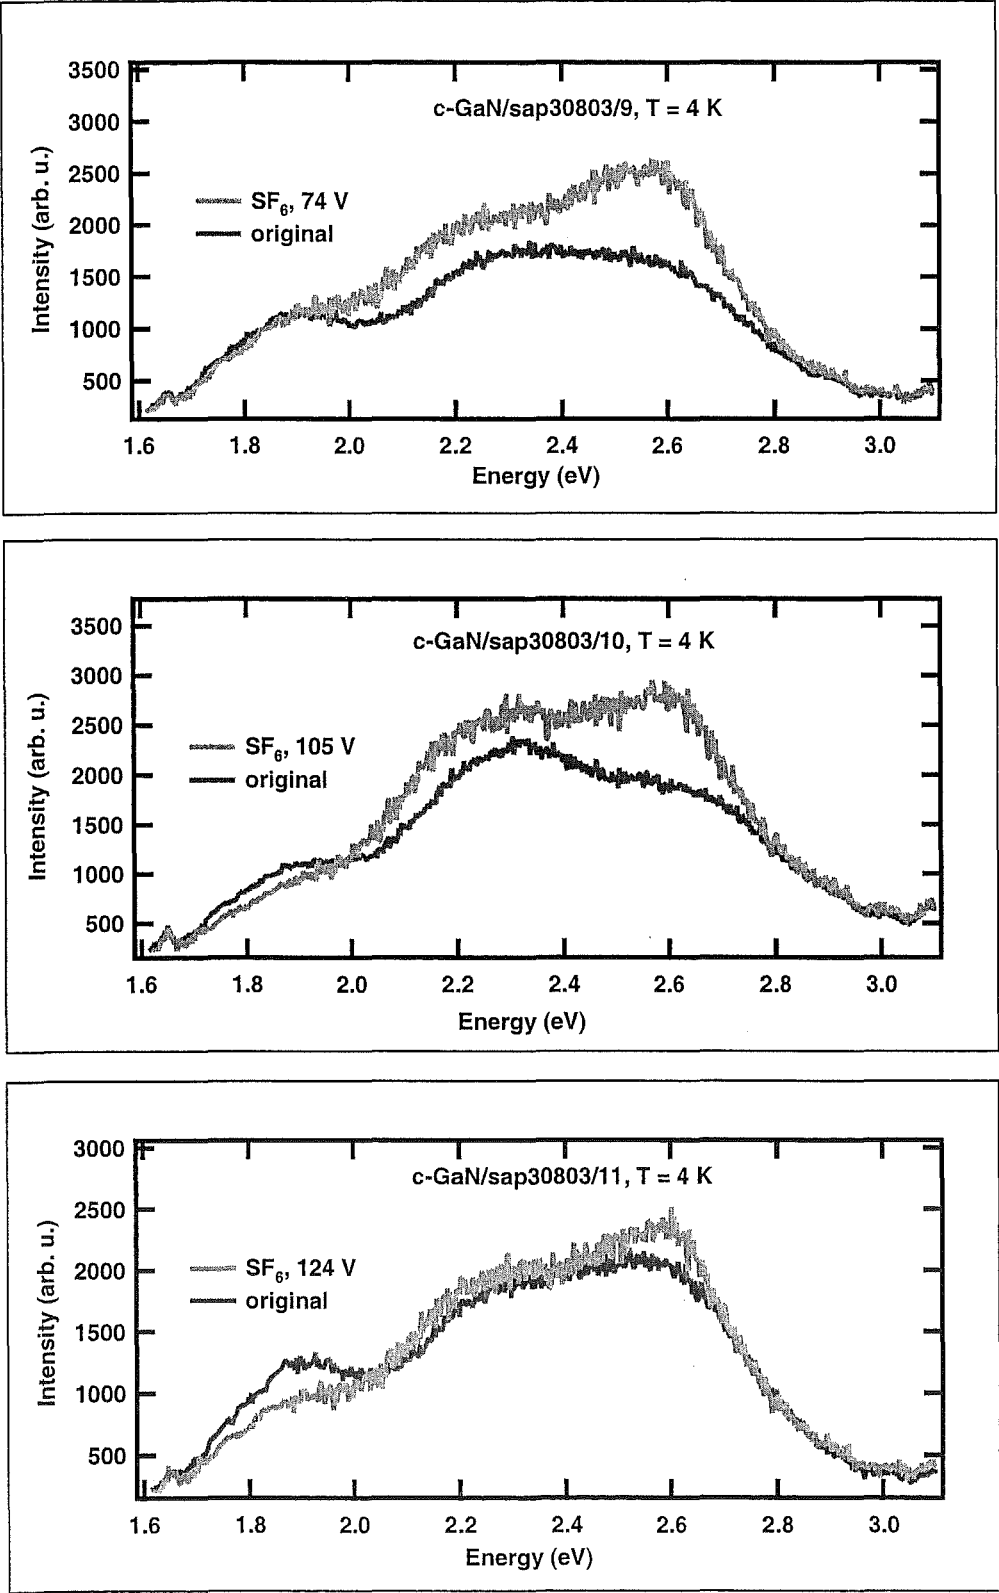 3500
c-GaN/sap30803/9, T = 4 K
3000
2500
SF6, 74 V
2000
original
1500
1000
500
Intensity (arb. u.)
1.6 1.8 2.0 2.2 2.4 2.6 2.8 3.0
Energy (eV)
3500
c-GaN/sap30803/10, T = 4 K
3000
2500
SF6, 105 V
2000
original
1500
1000
500
Intensity (arb. u.)
1.6 1.8 2.0 2.2 2.4 2.6 2.8 3.0
Energy (eV)
3000
c-GaN/sap30803/11, T = 4 K
2500
SF6, 124 V
2000
original
1500
1000
500
Intensity (arb. u.)
1.6 1.8 2.0 2.2 2.4 2.6 2.8 3.0
Energy (eV)